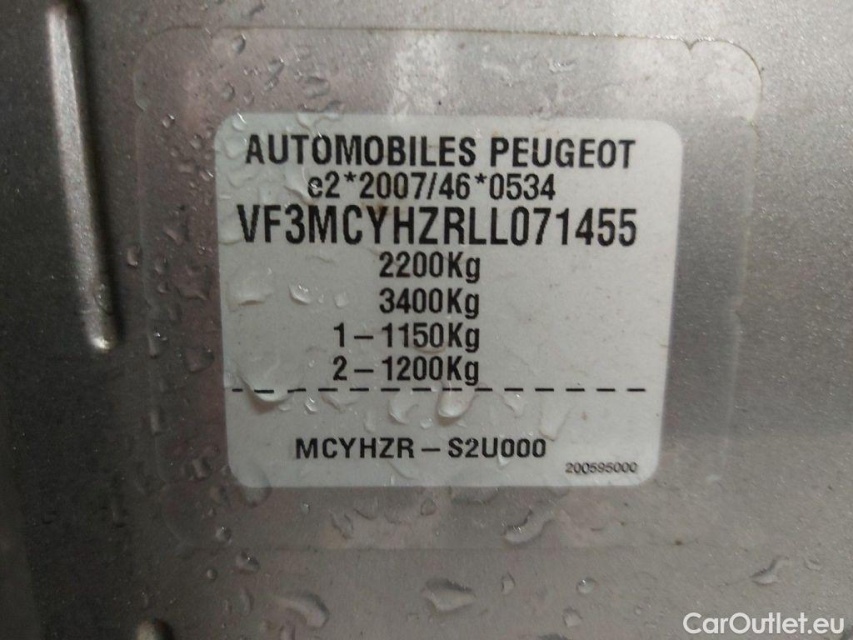 AUTOMOBILES PEUGEOT
e2*2007/46*0534
VF3MCYHZRLL071455
2200Kg
3400Kg
1-1150Kg
2-1200Kg
MCYHZR-S2U000
200595000
CarOutlet.eu